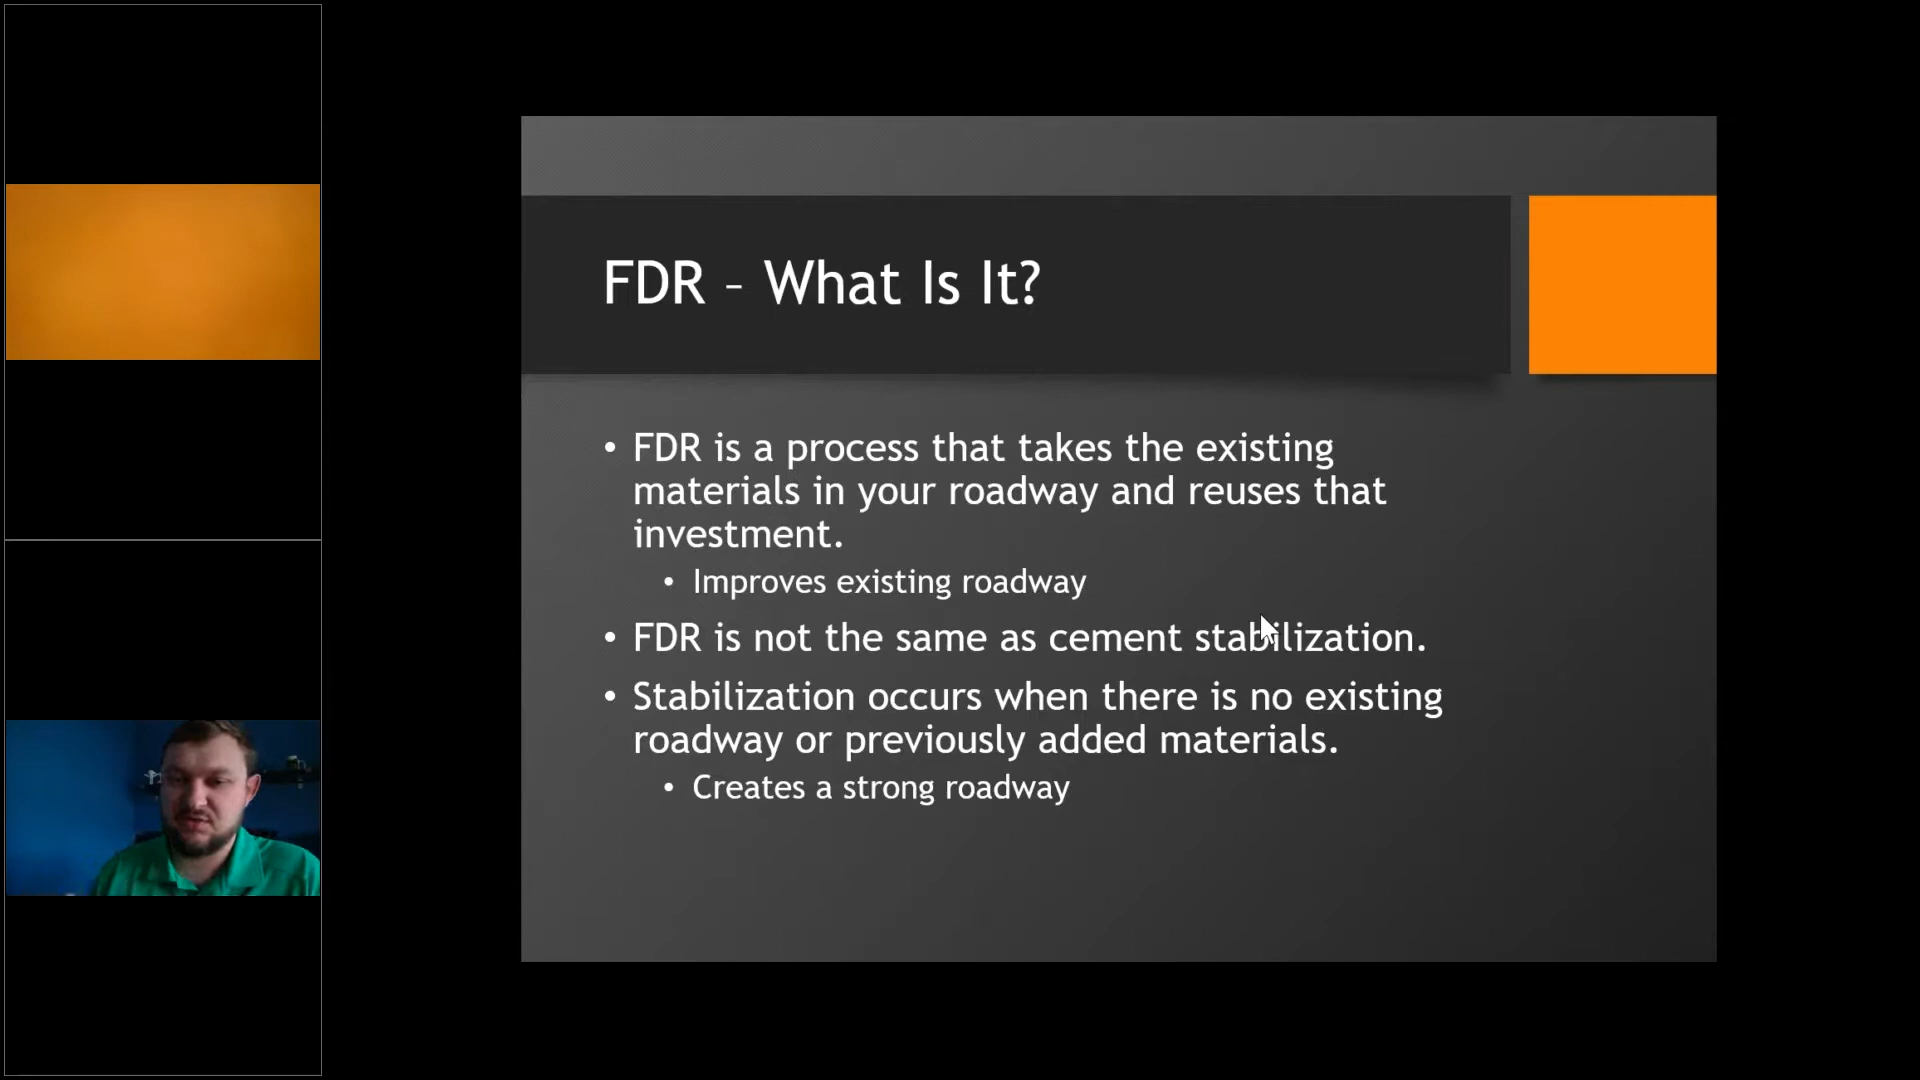 FDR – What Is It?
• FDR is a process that takes the existing
materials in your roadway and reuses that
investment.
• Improves existing roadway
• FDR is not the same as cement stabilization.
• Stabilization occurs when there is no existing
roadway or previously added materials.
• Creates a strong roadway